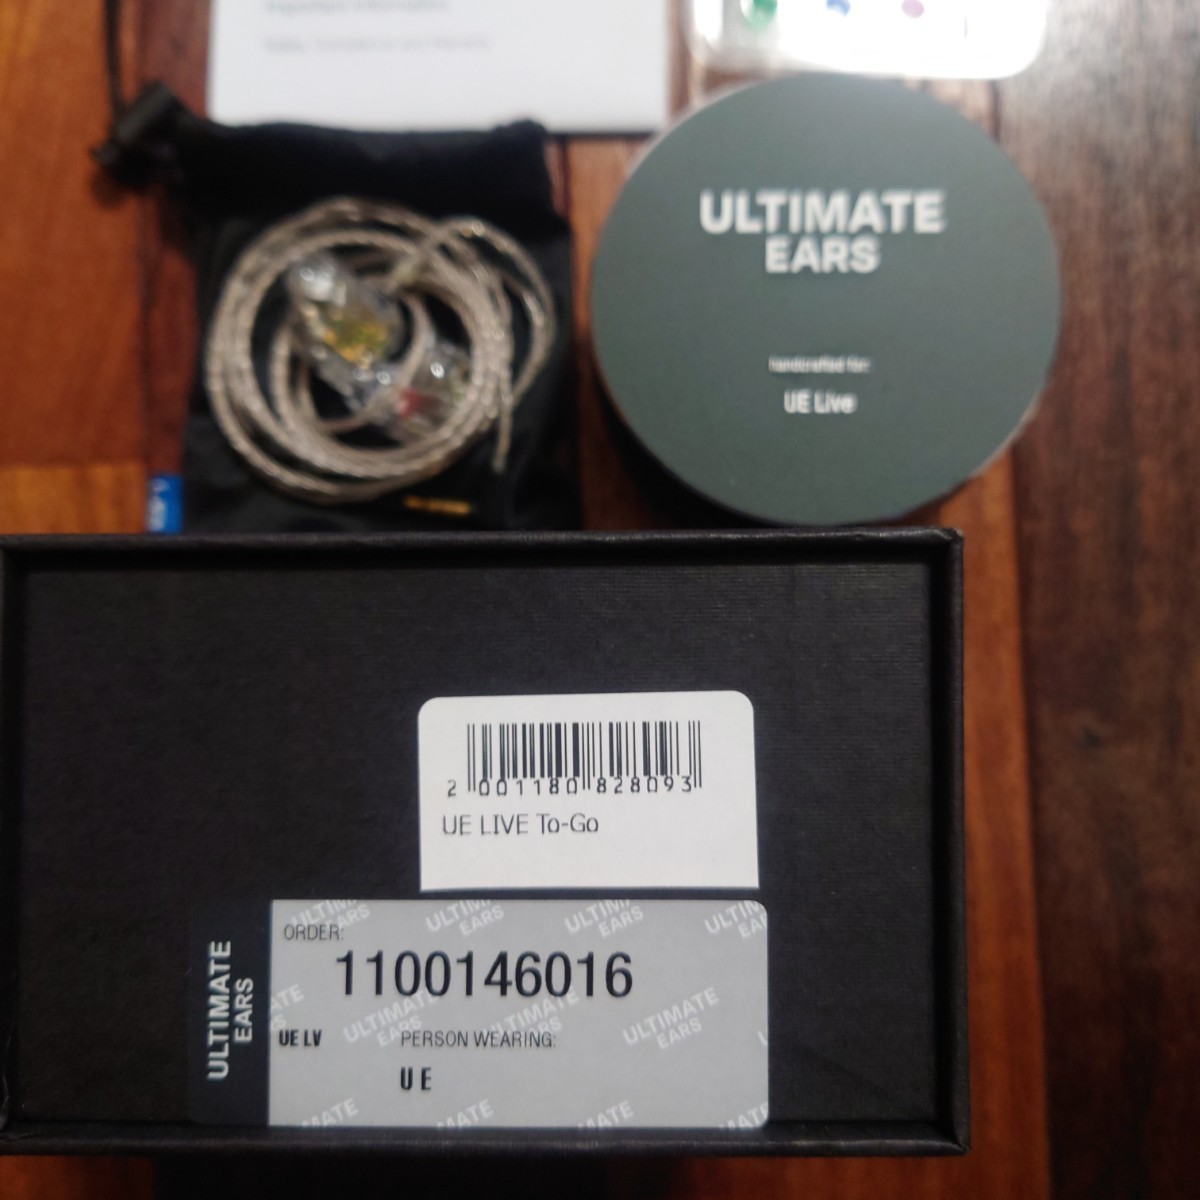 ULTIMATE
EARS
handcrafted for:
UE Live
2 001180 828093
UE LIVE To-Go
ULTIMATE
EARS
ORDER:
1100146016
UE LV
PERSON WEARING:
U E